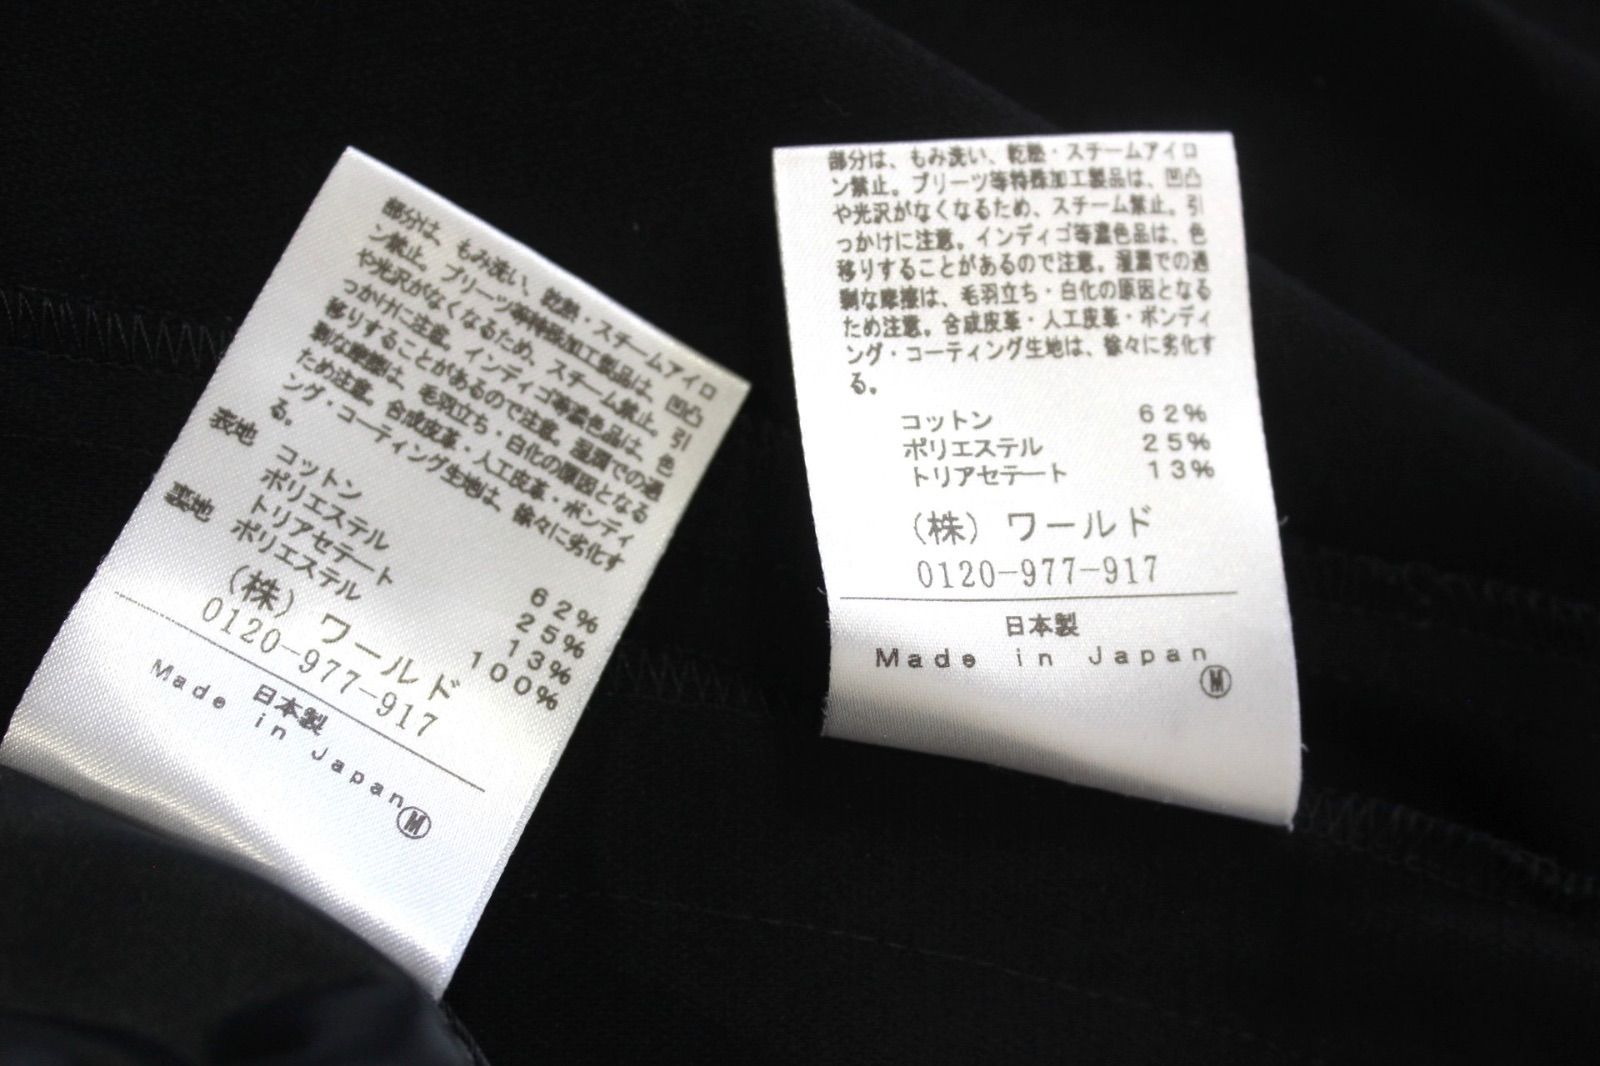 部分は、もみ洗い、乾熱・スチームアイロ
ン禁止。プリーツ等特殊加工製品は、凹凸
や光沢がなくなるため、スチーム禁止。引
っかけに注意。インディゴ等濃色品は、色
移りすることがあるので注意。湿潤での過
剰な摩擦は、毛羽立ち・白化の原因となる
ため注意。合成皮革・人工皮革・ボンディ
ング・コーティング生地は、徐々に劣化す
る。
表地 コットン 62%
ポリエステル 25%
トリアセテート 13%
裏地 ポリエステル 100%
(株) ワールド
0120-977-917
日本製
Made in Japan
M
部分は、もみ洗い、乾熱・スチームアイロ
ン禁止。プリーツ等特殊加工製品は、凹凸
や光沢がなくなるため、スチーム禁止。引
っかけに注意。インディゴ等濃色品は、色
移りすることがあるので注意。湿潤での過
剰な摩擦は、毛羽立ち・白化の原因となる
ため注意。合成皮革・人工皮革・ボンディ
ング・コーティング生地は、徐々に劣化す
る。
コットン 62%
ポリエステル 25%
トリアセテート 13%
(株) ワールド
0120-977-917
日本製
Made in Japan
M